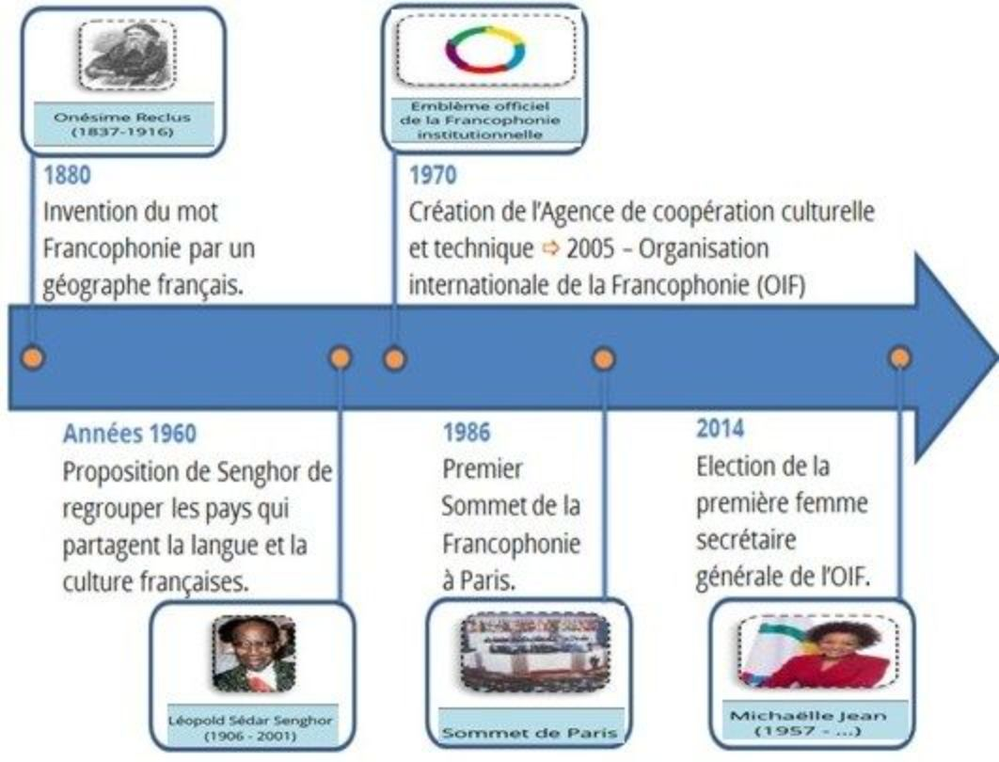 Onésime Reclus
(1837-1916)
1880
Invention du mot
Francophonie par un
géographe français.
Emblème officiel
de la Francophonie
institutionnelle
1970
Création de l'Agence de coopération culturelle
et technique ⇨ 2005 – Organisation
internationale de la Francophonie (OIF)
Années 1960
Proposition de Senghor de
regrouper les pays qui
partagent la langue et la
culture françaises.
Léopold Sédar Senghor
(1906 - 2001)
1986
Premier
Sommet de la
Francophonie
à Paris.
Sommet de Paris
2014
Election de la
première femme
secrétaire
générale de l'OIF.
Michaëlle Jean
(1957 - ...)